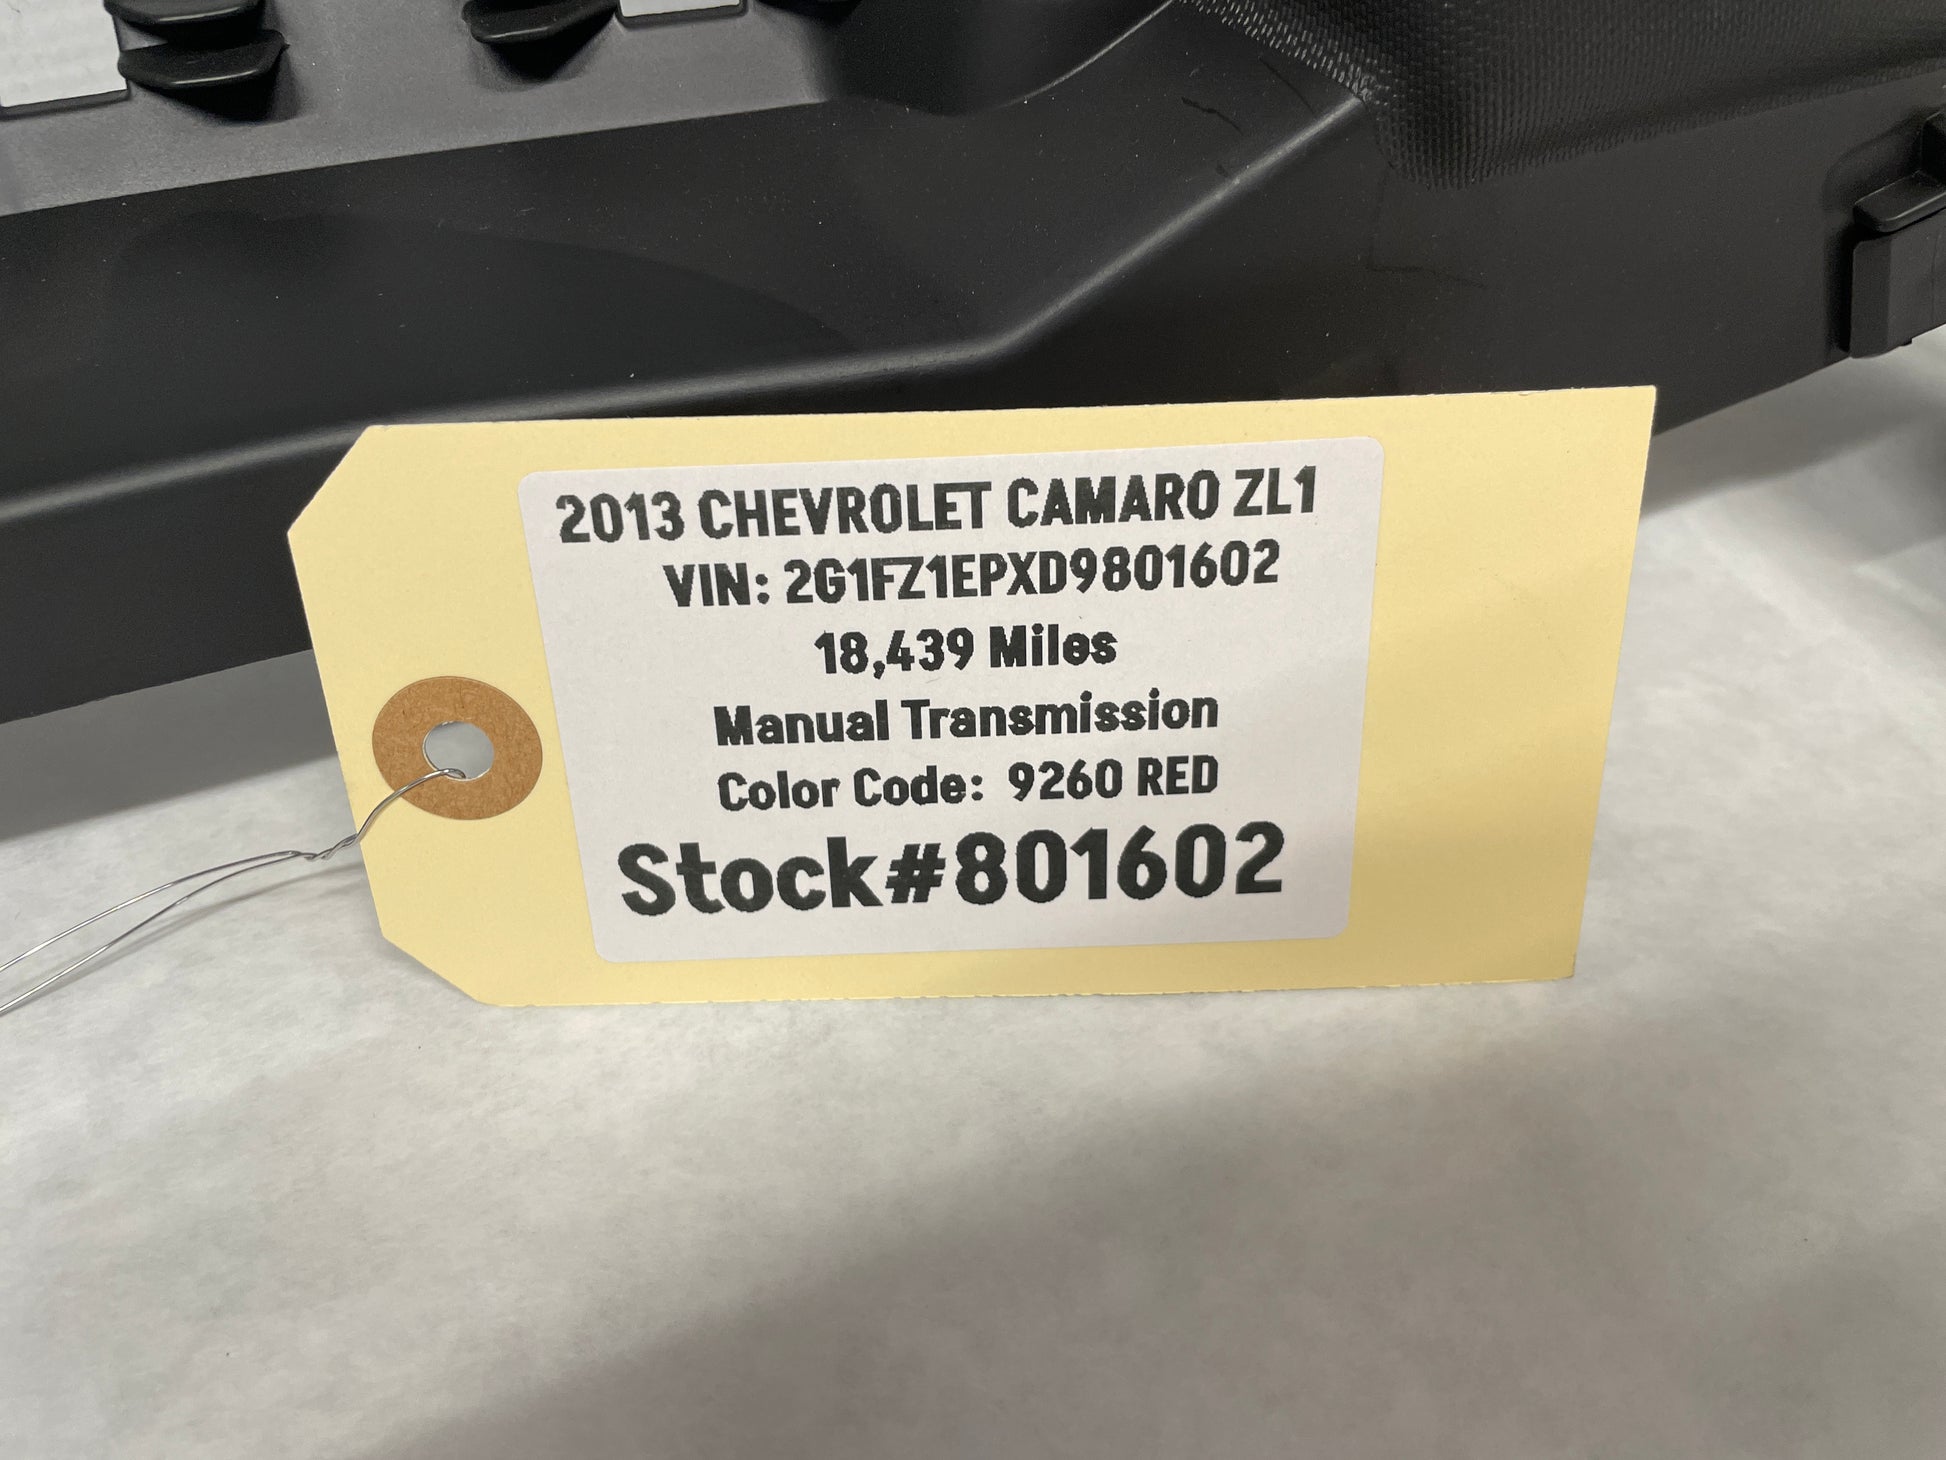 2013 CHEVROLET CAMARO ZL1
VIN: 2G1FZ1EPXD9801602
18,439 Miles
Manual Transmission
Color Code: 9260 RED
Stock#801602